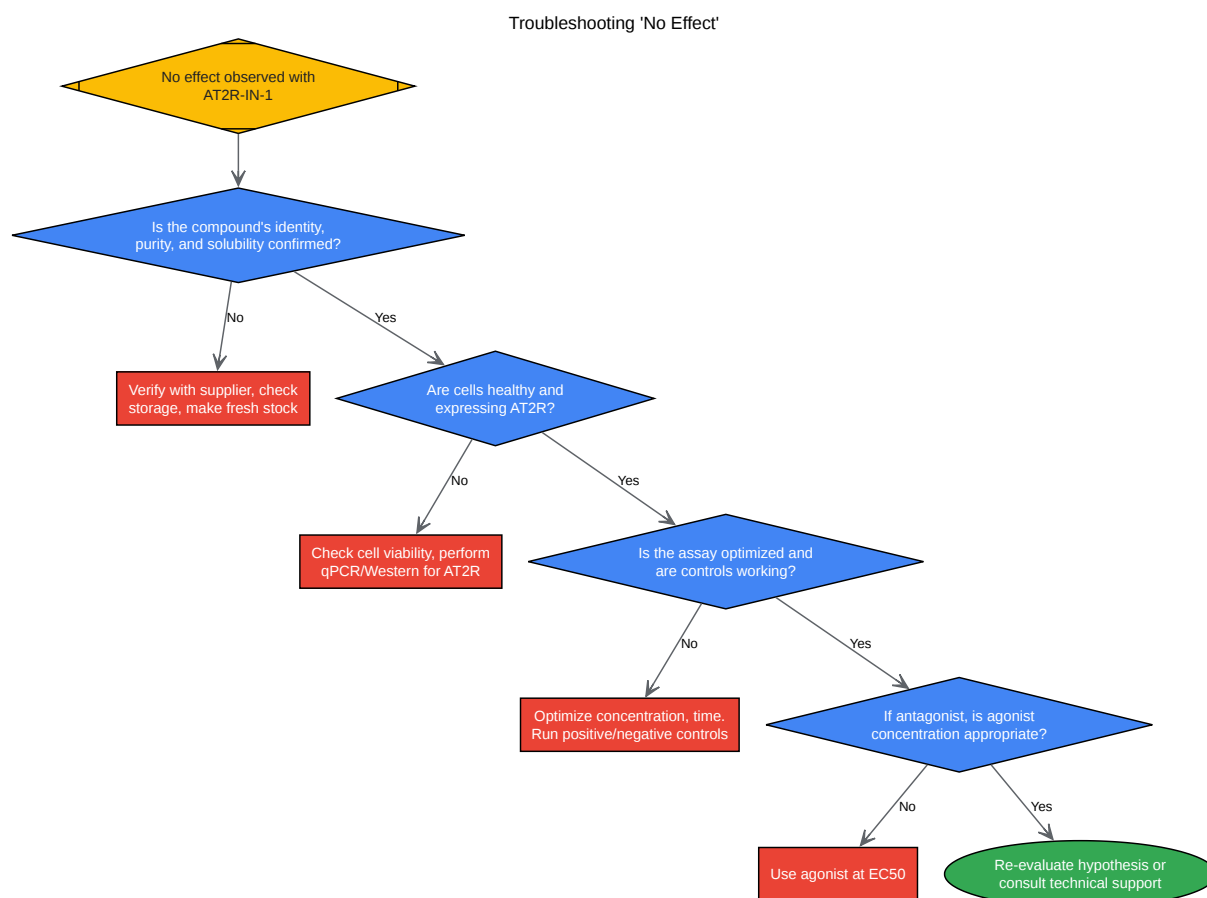 Troubleshooting 'No Effect'
No effect observed with
AT2R-IN-1
Is the compound's identity,
purity, and solubility confirmed?
No
Yes
Verify with supplier, check
storage, make fresh stock
Are cells healthy and
expressing AT2R?
No
Yes
Check cell viability, perform
qPCR/Western for AT2R
Is the assay optimized and
are controls working?
No
Yes
Optimize concentration, time.
Run positive/negative controls
If antagonist, is agonist
concentration appropriate?
No
Yes
Use agonist at EC50
Re-evaluate hypothesis or
consult technical support